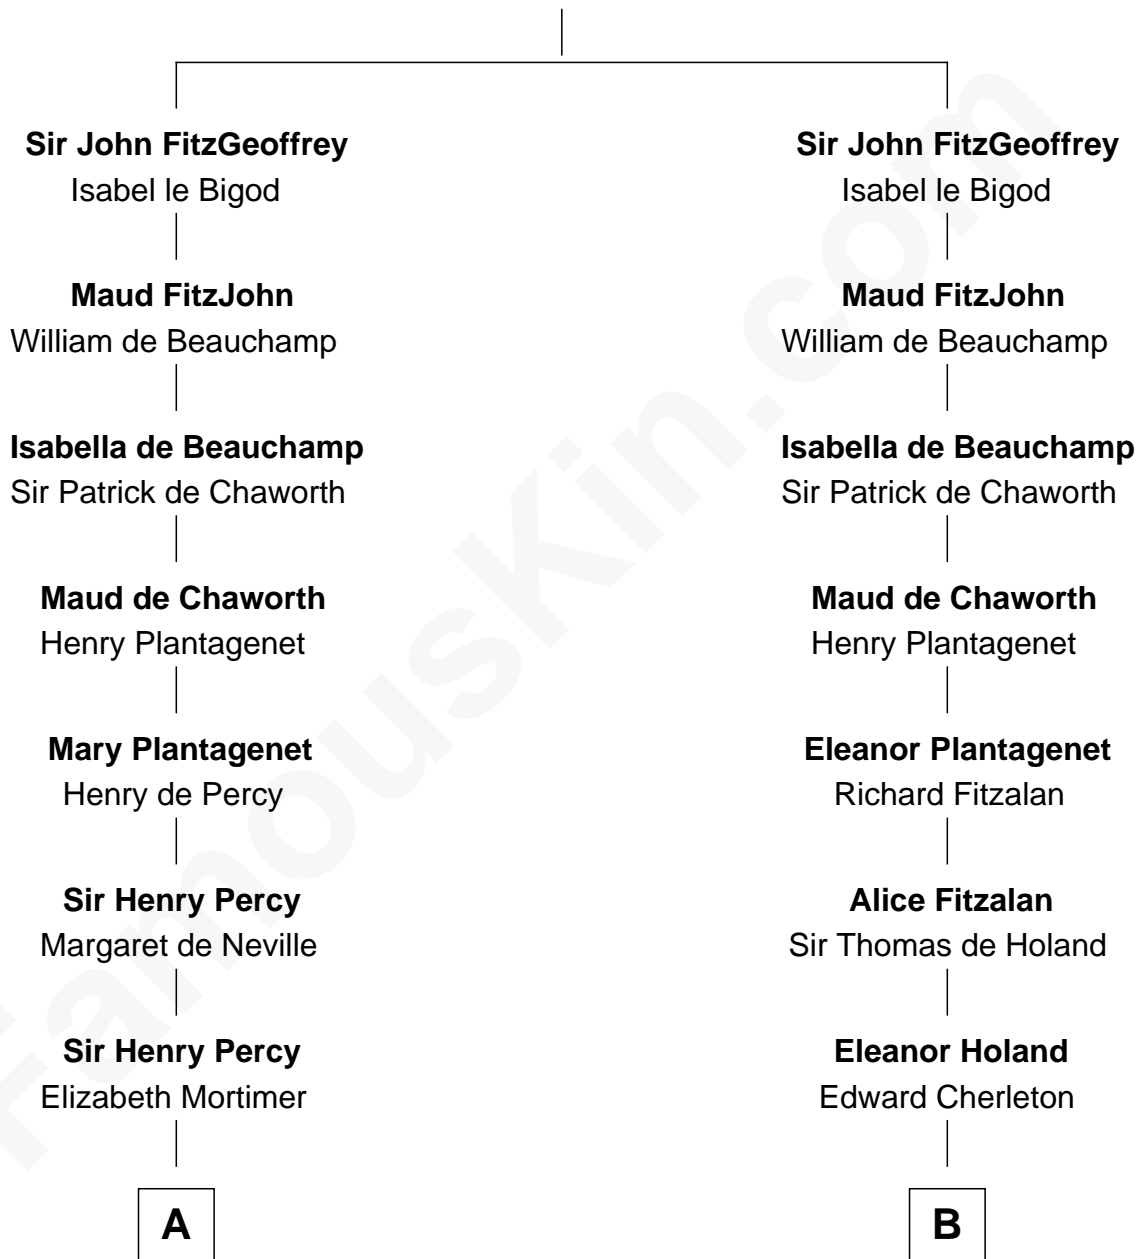 Sir John FitzGeoffrey
Isabel le Bigod
Maud FitzJohn
William de Beauchamp
Isabella de Beauchamp
Sir Patrick de Chaworth
Maud de Chaworth
Henry Plantagenet
Mary Plantagenet
Henry de Percy
Sir Henry Percy
Margaret de Neville
Sir Henry Percy
Elizabeth Mortimer
A
Sir John FitzGeoffrey
Isabel le Bigod
Maud FitzJohn
William de Beauchamp
Isabella de Beauchamp
Sir Patrick de Chaworth
Maud de Chaworth
Henry Plantagenet
Eleanor Plantagenet
Richard Fitzalan
Alice Fitzalan
Sir Thomas de Holand
Eleanor Holand
Edward Cherleton
B
FamousKin.com